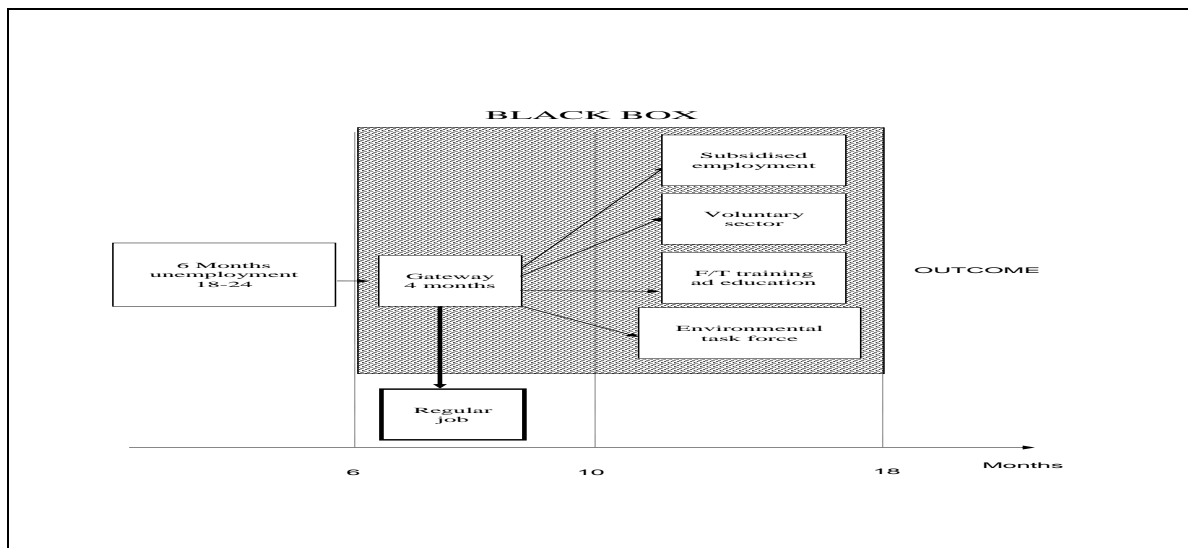 BLACK BOX
Subsidised
employment
Voluntary
sector
6 Months
unemployment
18-24
Gateway
4 months
F/T training
ad education
OUTCOME
Environmental
task force
Regular
job
6
10
18
Months